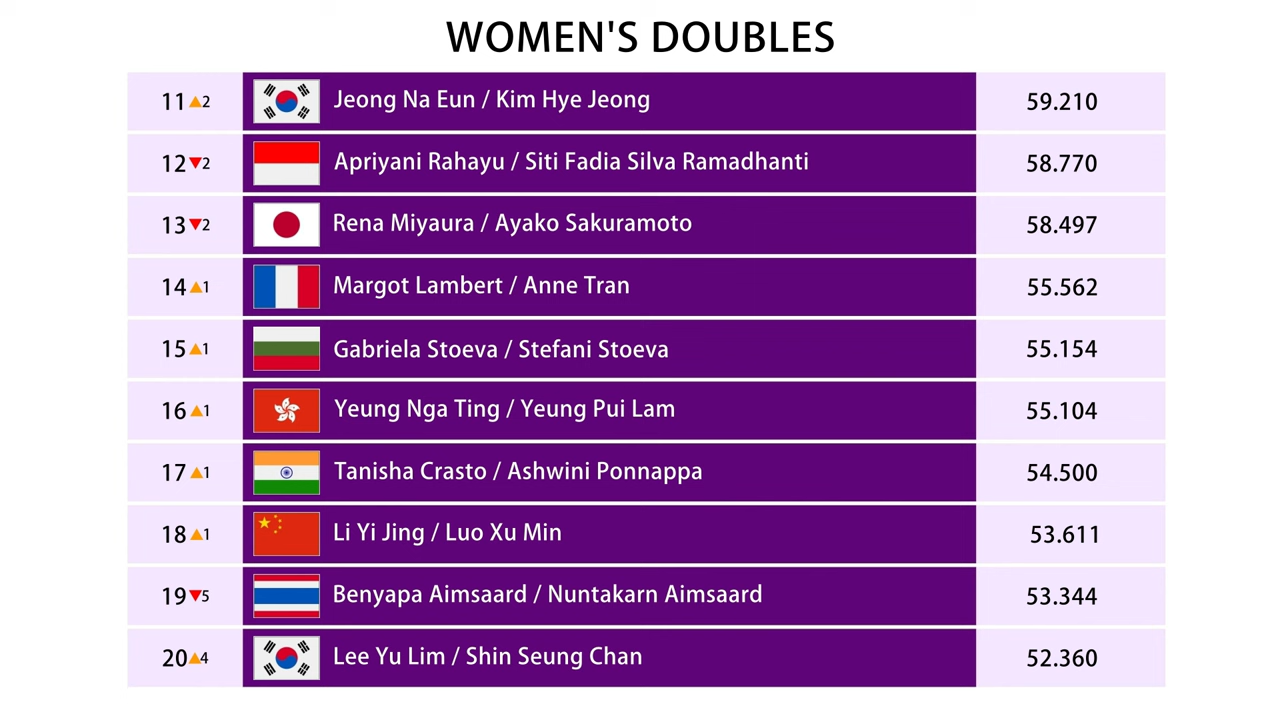 WOMEN'S DOUBLES
11 ▲2 Jeong Na Eun / Kim Hye Jeong 59.210
12 ▼2 Apriyani Rahayu / Siti Fadia Silva Ramadhanti 58.770
13 ▼2 Rena Miyaura / Ayako Sakuramoto 58.497
14 ▲1 Margot Lambert / Anne Tran 55.562
15 ▲1 Gabriela Stoeva / Stefani Stoeva 55.154
16 ▲1 Yeung Nga Ting / Yeung Pui Lam 55.104
17 ▲1 Tanisha Crasto / Ashwini Ponnappa 54.500
18 ▲1 Li Yi Jing / Luo Xu Min 53.611
19 ▼5 Benyapa Aimsaard / Nuntakarn Aimsaard 53.344
20 ▲4 Lee Yu Lim / Shin Seung Chan 52.360